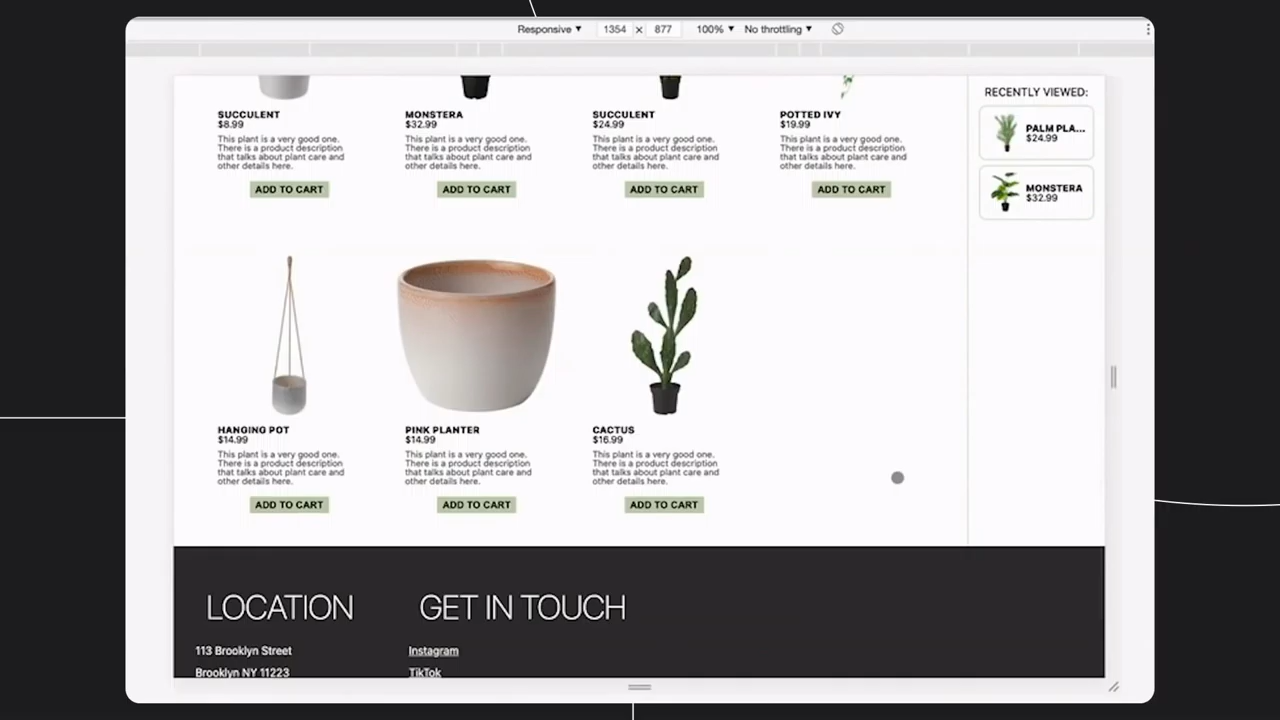 Responsive ▼ 1354 × 877 100% ▼ No throttling ▼
RECENTLY VIEWED:
PALM PLA...
$24.99
MONSTERA
$32.99
SUCCULENT
$8.99
This plant is a very good one.
There is a product description
that talks about plant care and
other details here.
ADD TO CART
MONSTERA
$32.99
This plant is a very good one.
There is a product description
that talks about plant care and
other details here.
ADD TO CART
SUCCULENT
$24.99
This plant is a very good one.
There is a product description
that talks about plant care and
other details here.
ADD TO CART
POTTED IVY
$19.99
This plant is a very good one.
There is a product description
that talks about plant care and
other details here.
ADD TO CART
HANGING POT
$14.99
This plant is a very good one.
There is a product description
that talks about plant care and
other details here.
ADD TO CART
PINK PLANTER
$14.99
This plant is a very good one.
There is a product description
that talks about plant care and
other details here.
ADD TO CART
CACTUS
$16.99
This plant is a very good one.
There is a product description
that talks about plant care and
other details here.
ADD TO CART
LOCATION
113 Brooklyn Street
Brooklyn NY 11223
GET IN TOUCH
Instagram
TikTok